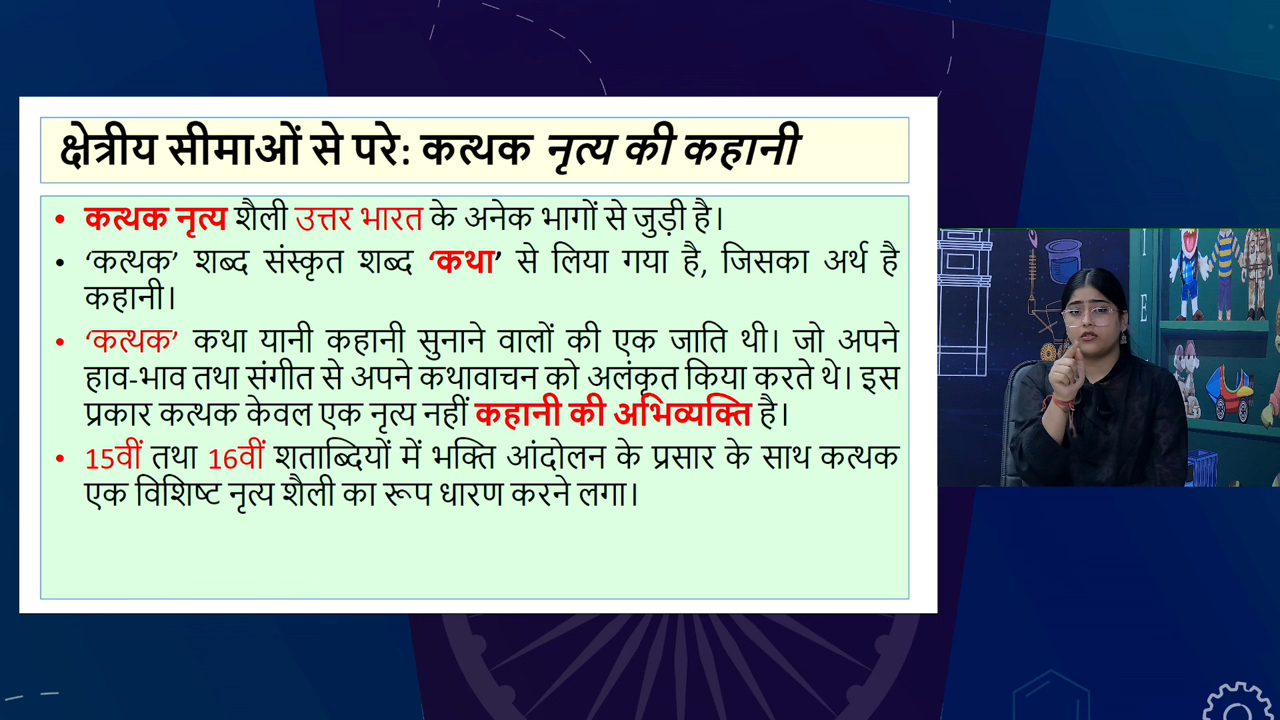 क्षेत्रीय सीमाओं से परे: कत्थक नृत्य की कहानी
• कत्थक नृत्य शैली उत्तर भारत के अनेक भागों से जुड़ी है।
• ‘कत्थक’ शब्द संस्कृत शब्द ‘कथा’ से लिया गया है, जिसका अर्थ है
कहानी।
• ‘कत्थक’ कथा यानी कहानी सुनाने वालों की एक जाति थी। जो अपने
हाव-भाव तथा संगीत से अपने कथावाचन को अलंकृत किया करते थे। इस
प्रकार कत्थक केवल एक नृत्य नहीं कहानी की अभिव्यक्ति है।
• 15वीं तथा 16वीं शताब्दियों में भक्ति आंदोलन के प्रसार के साथ कत्थक
एक विशिष्ट नृत्य शैली का रूप धारण करने लगा।
I
E